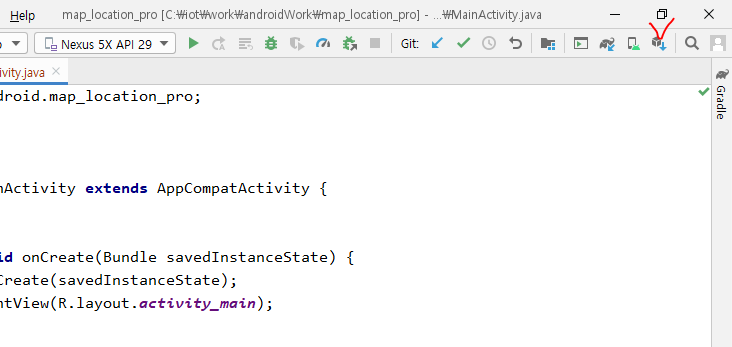 Help map_location_pro [C:₩iot₩work₩androidWork₩map_location_pro] - ...₩MainActivity.java
Nexus 5X API 29 Git:
ivity.java
droid.map_location_pro;
Gradle
nActivity extends AppCompatActivity {
id onCreate(Bundle savedInstanceState) {
Create(savedInstanceState);
ntView(R.layout.activity_main);